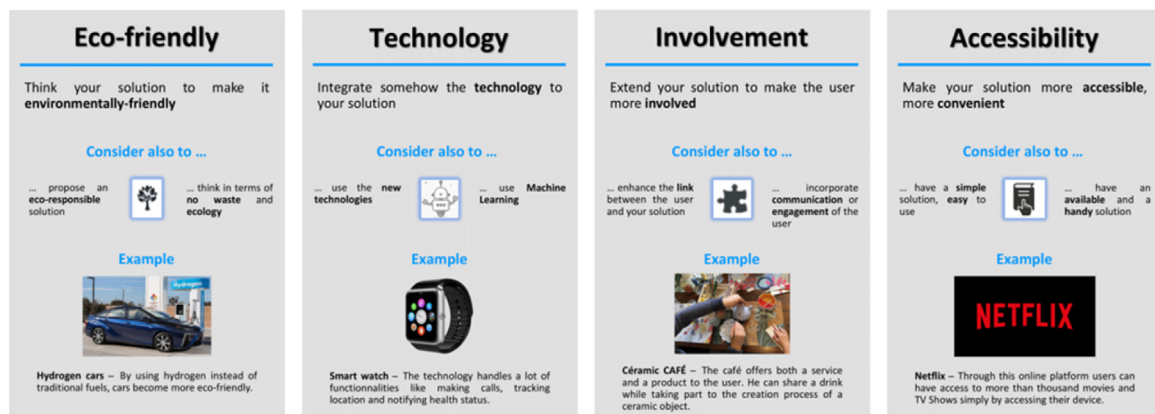 Eco-friendly
Think your solution to make it
environmentally-friendly
Consider also to ...
... propose an
eco-responsible
solution
... think in terms of
no waste and
ecology
Example
Hydrogen
Hydrogen cars – By using hydrogen instead of
traditional fuels, cars become more eco-friendly.
Technology
Integrate somehow the technology to
your solution
Consider also to ...
... use the new
technologies
... use Machine
Learning
Example
Smart watch – The technology handles a lot of
functionnalities like making calls, tracking
location and notifying health status.
Involvement
Extend your solution to make the user
more involved
Consider also to ...
... enhance the link
between the user
and your solution
... incorporate
communication or
engagement of the
user
Example
Céramic CAFÉ – The café offers both a service
and a product to the user. He can share a drink
while taking part to the creation process of a
ceramic object.
Accessibility
Make your solution more accessible,
more convenient
Consider also to ...
... have a simple
solution, easy to
use
... have an
available and a
handy solution
Example
NETFLIX
Netflix – Through this online platform users can
have access to more than thousand movies and
TV Shows simply by accessing their device.